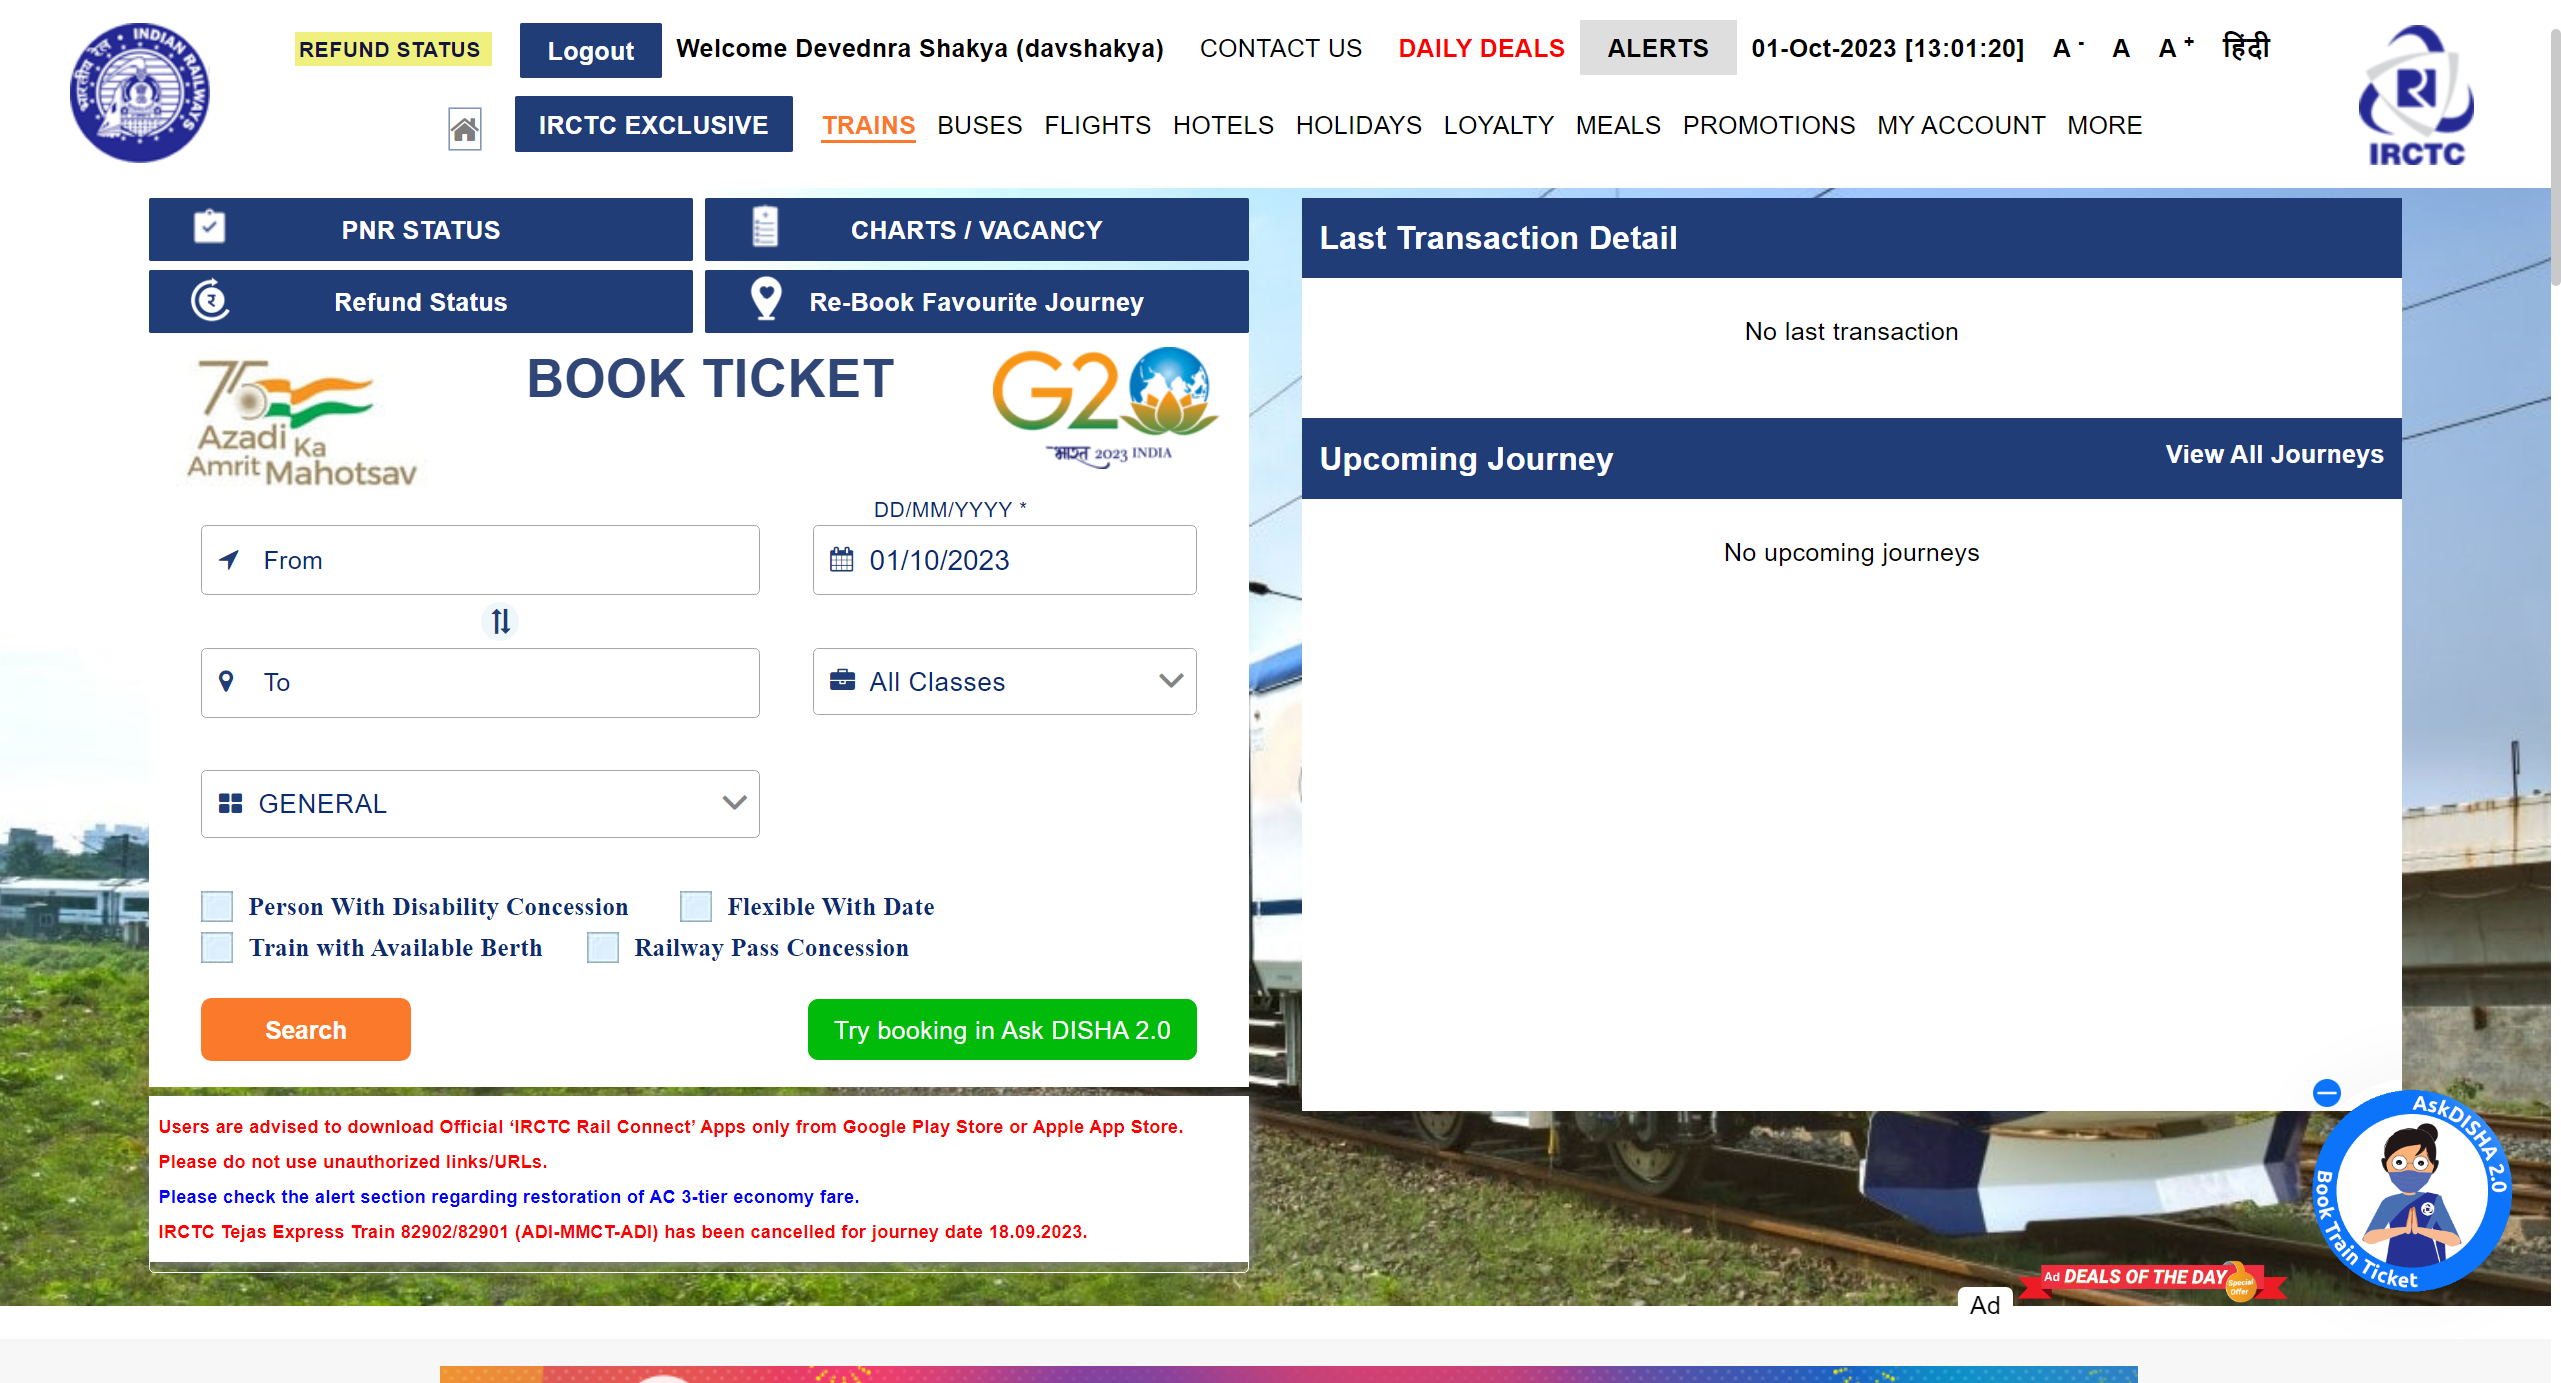 INDIAN RAILWAYS
भारतीय रेल
REFUND STATUS
Logout
Welcome Devednra Shakya (davshakya)
CONTACT US
DAILY DEALS
ALERTS
01-Oct-2023 [13:01:20]
A - A A + हिंदी
IRCTC EXCLUSIVE
TRAINS BUSES FLIGHTS HOTELS HOLIDAYS LOYALTY MEALS PROMOTIONS MY ACCOUNT MORE
IRCTC
PNR STATUS
CHARTS / VACANCY
Refund Status
Re-Book Favourite Journey
75
Azadi Ka
Amrit Mahotsav
BOOK TICKET
G20
भारत 2023 INDIA
DD/MM/YYYY *
From
01/10/2023
To
All Classes
GENERAL
Person With Disability Concession
Flexible With Date
Train with Available Berth
Railway Pass Concession
Search
Try booking in Ask DISHA 2.0
Users are advised to download Official ‘IRCTC Rail Connect’ Apps only from Google Play Store or Apple App Store.
Please do not use unauthorized links/URLs.
Please check the alert section regarding restoration of AC 3-tier economy fare.
IRCTC Tejas Express Train 82902/82901 (ADI-MMCT-ADI) has been cancelled for journey date 18.09.2023.
Last Transaction Detail
No last transaction
Upcoming Journey
View All Journeys
No upcoming journeys
AskDISHA 2.0
Book Train Ticket
Ad DEALS OF THE DAY
Special Offer
Ad